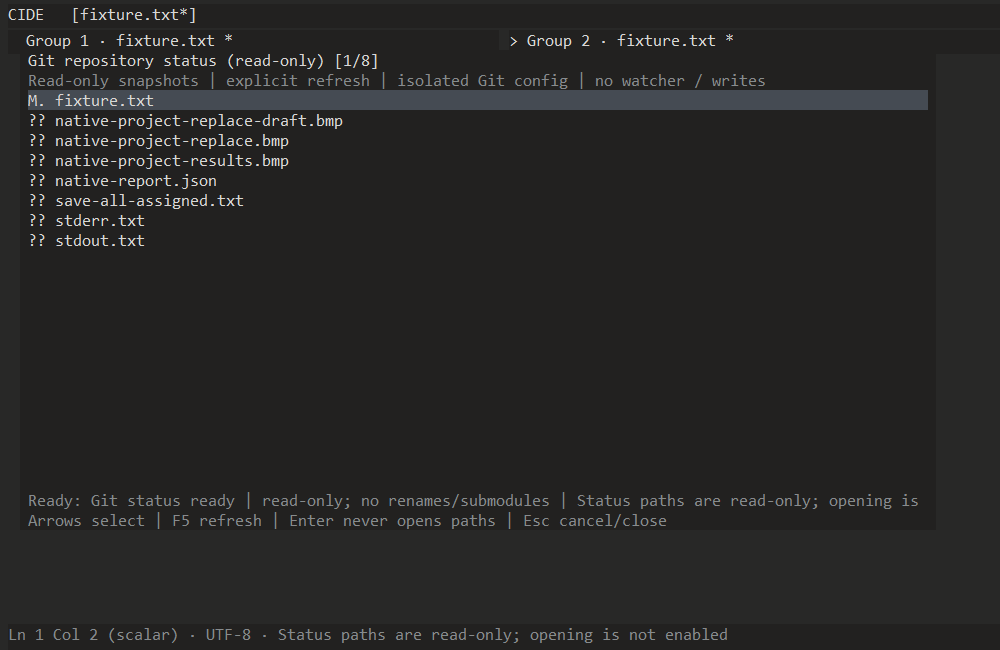 CIDE [fixture.txt*]
Group 1 · fixture.txt * > Group 2 · fixture.txt *
Git repository status (read-only) [1/8]
Read-only snapshots | explicit refresh | isolated Git config | no watcher / writes
M. fixture.txt
?? native-project-replace-draft.bmp
?? native-project-replace.bmp
?? native-project-results.bmp
?? native-report.json
?? save-all-assigned.txt
?? stderr.txt
?? stdout.txt
Ready: Git status ready | read-only; no renames/submodules | Status paths are read-only; opening is
Arrows select | F5 refresh | Enter never opens paths | Esc cancel/close
Ln 1 Col 2 (scalar) · UTF-8 · Status paths are read-only; opening is not enabled